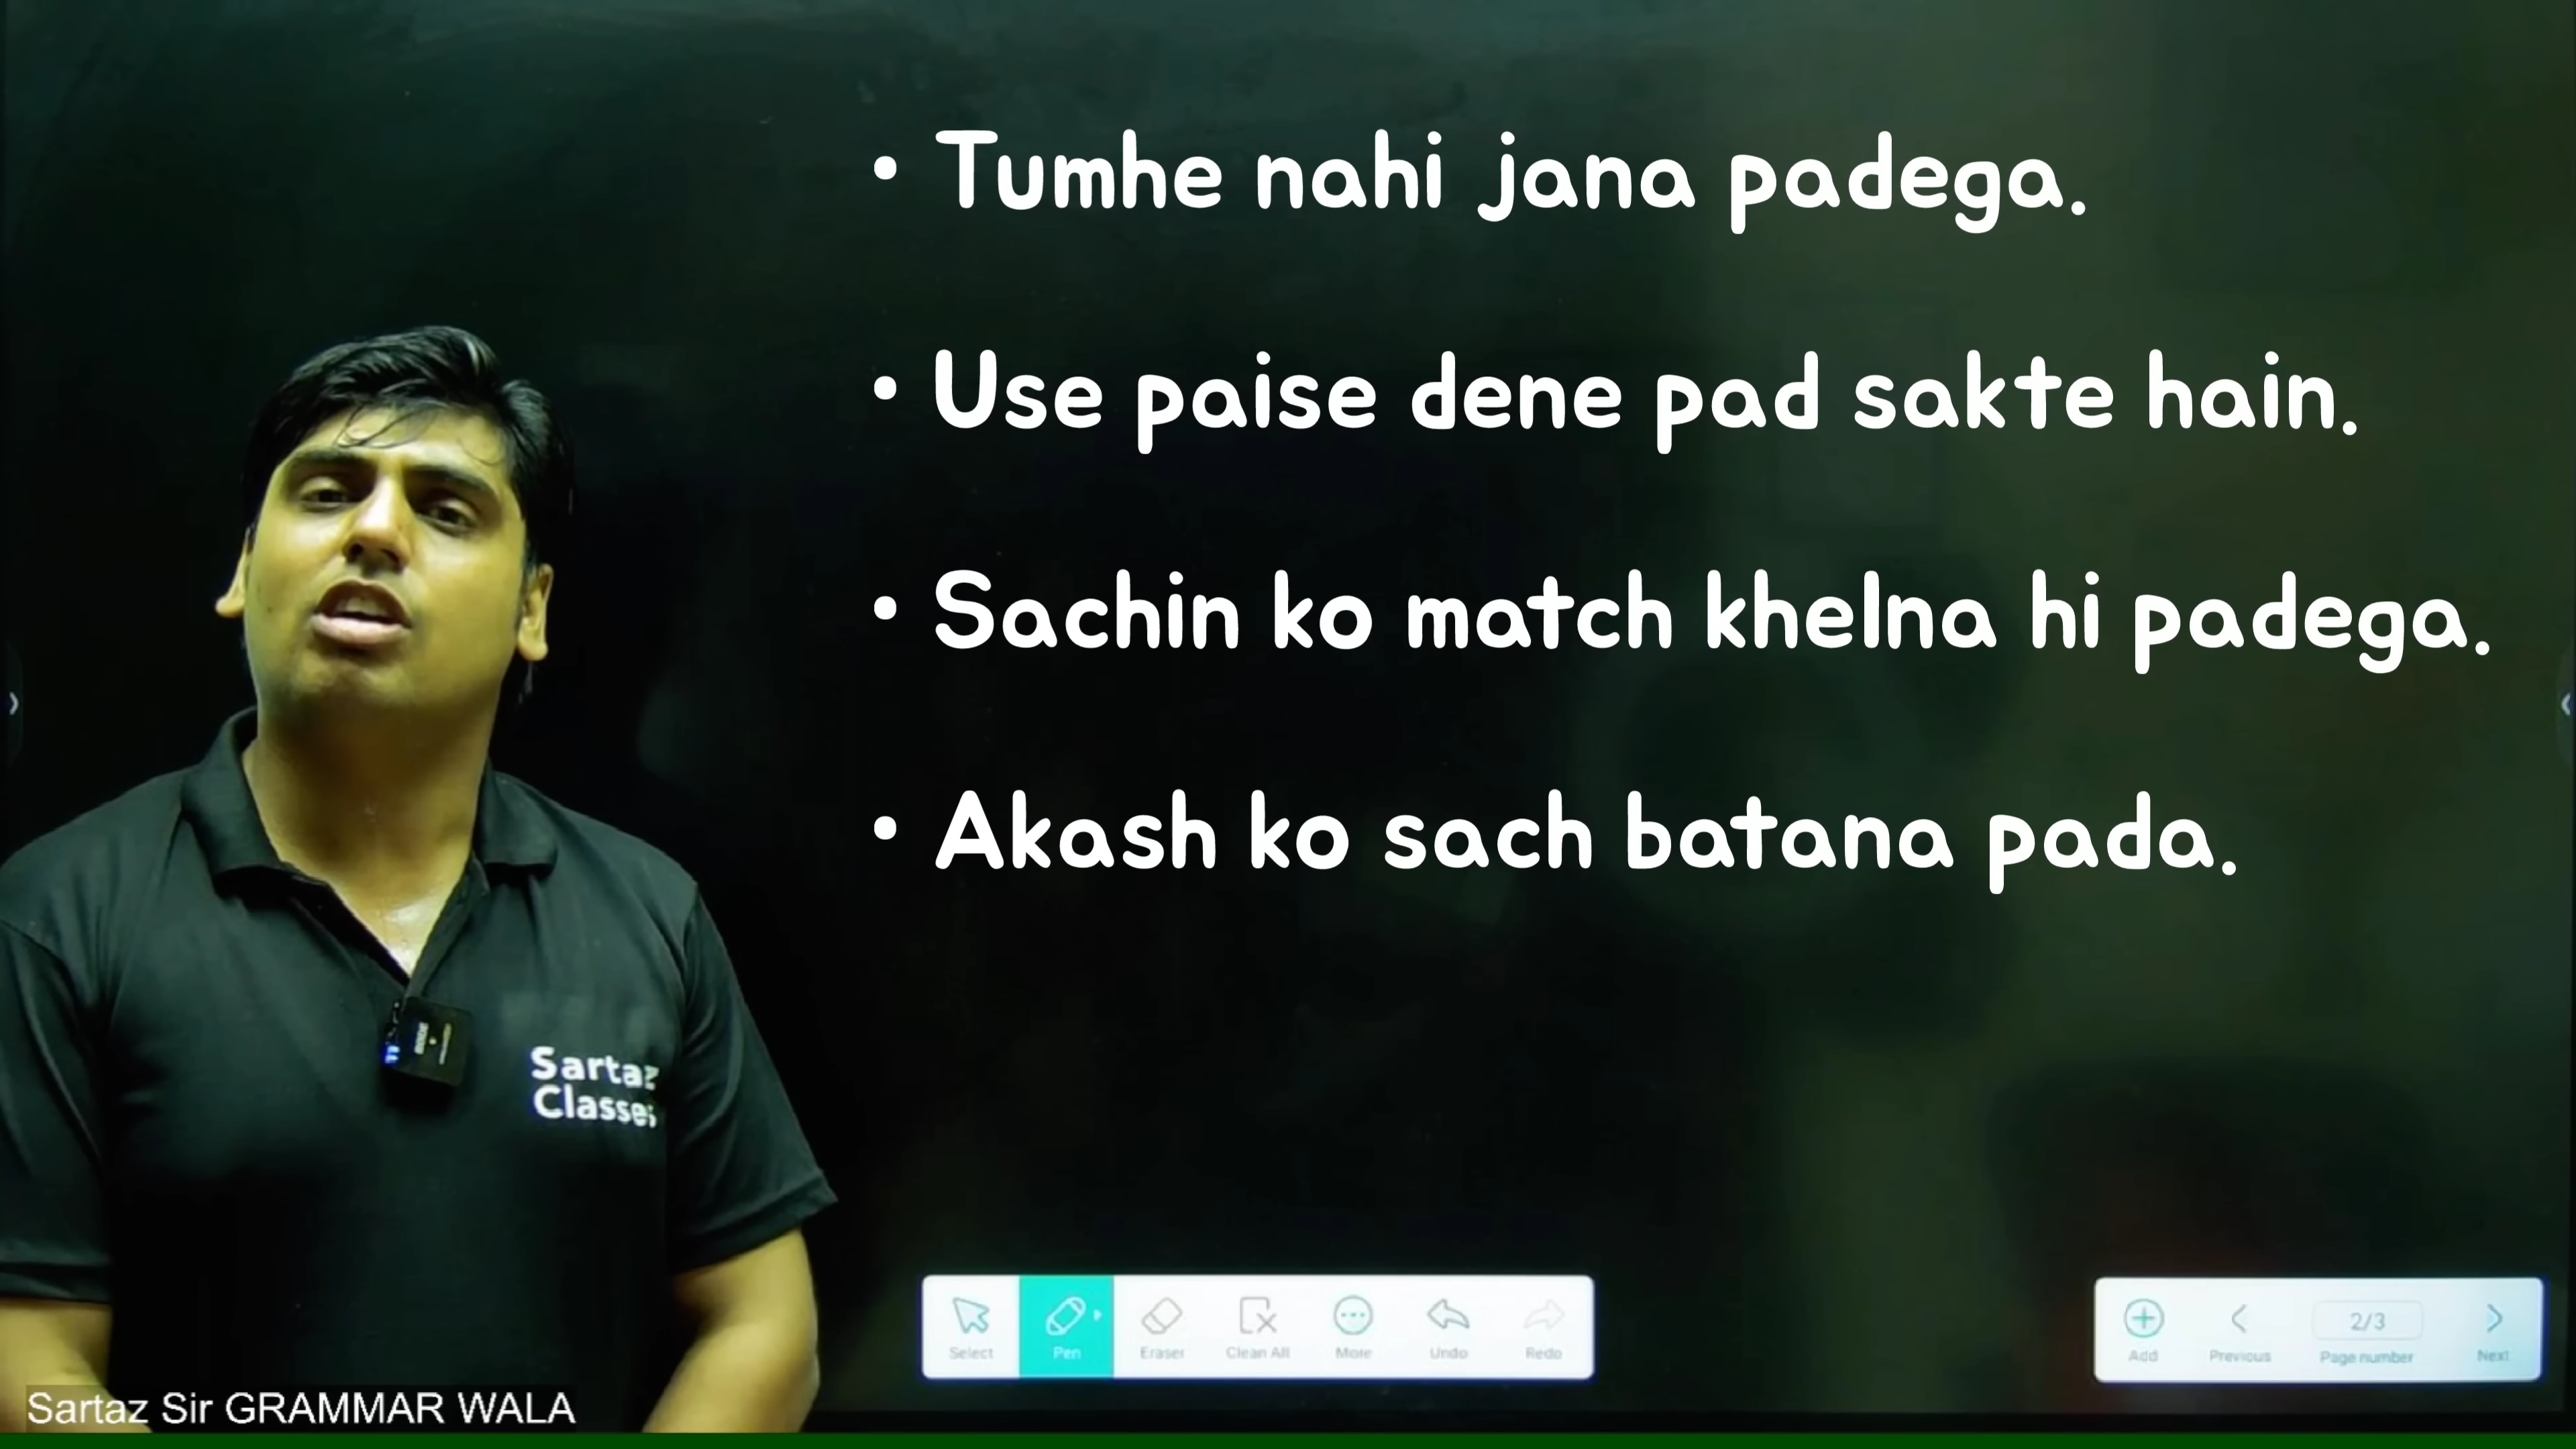 • Tumhe nahi jana padega.
• Use paise dene pad sakte hain.
• Sachin ko match khelna hi padega.
• Akash ko sach batana pada.
Sartaz
Classes
Select Pen Eraser Clean All More Undo Redo
Add Previous 2/3 Page number Next
Sartaz Sir GRAMMAR WALA